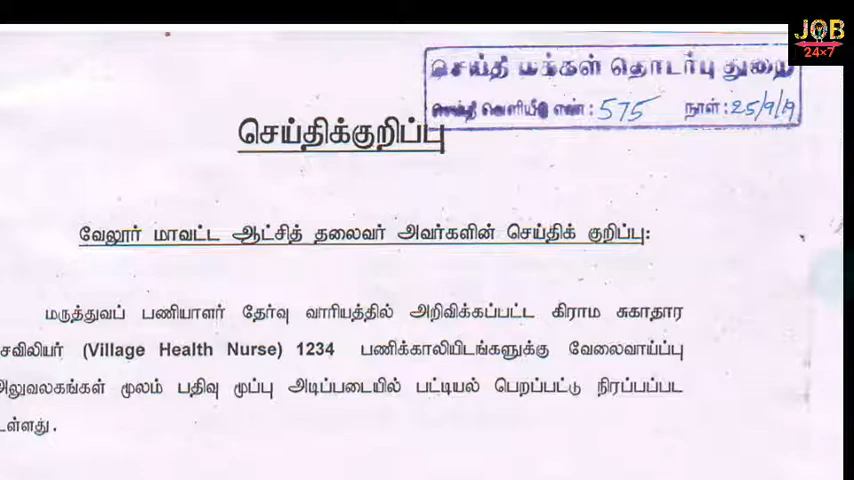 JOB
24×7
செய்தி மக்கள் தொடர்பு துறை
செய்தி வெளியீடு எண்: 575 நாள்: 25/9/19
செய்திக்குறிப்பு
வேலூர் மாவட்ட ஆட்சித் தலைவர் அவர்களின் செய்திக் குறிப்பு:
மருத்துவப் பணியாளர் தேர்வு வாரியத்தில் அறிவிக்கப்பட்ட கிராம சுகாதார
செவிலியர் (Village Health Nurse) 1234 பணிக்காலியிடங்களுக்கு வேலைவாய்ப்பு
அலுவலகங்கள் மூலம் பதிவு மூப்பு அடிப்படையில் பட்டியல் பெறப்பட்டு நிரப்பப்பட
உள்ளது.